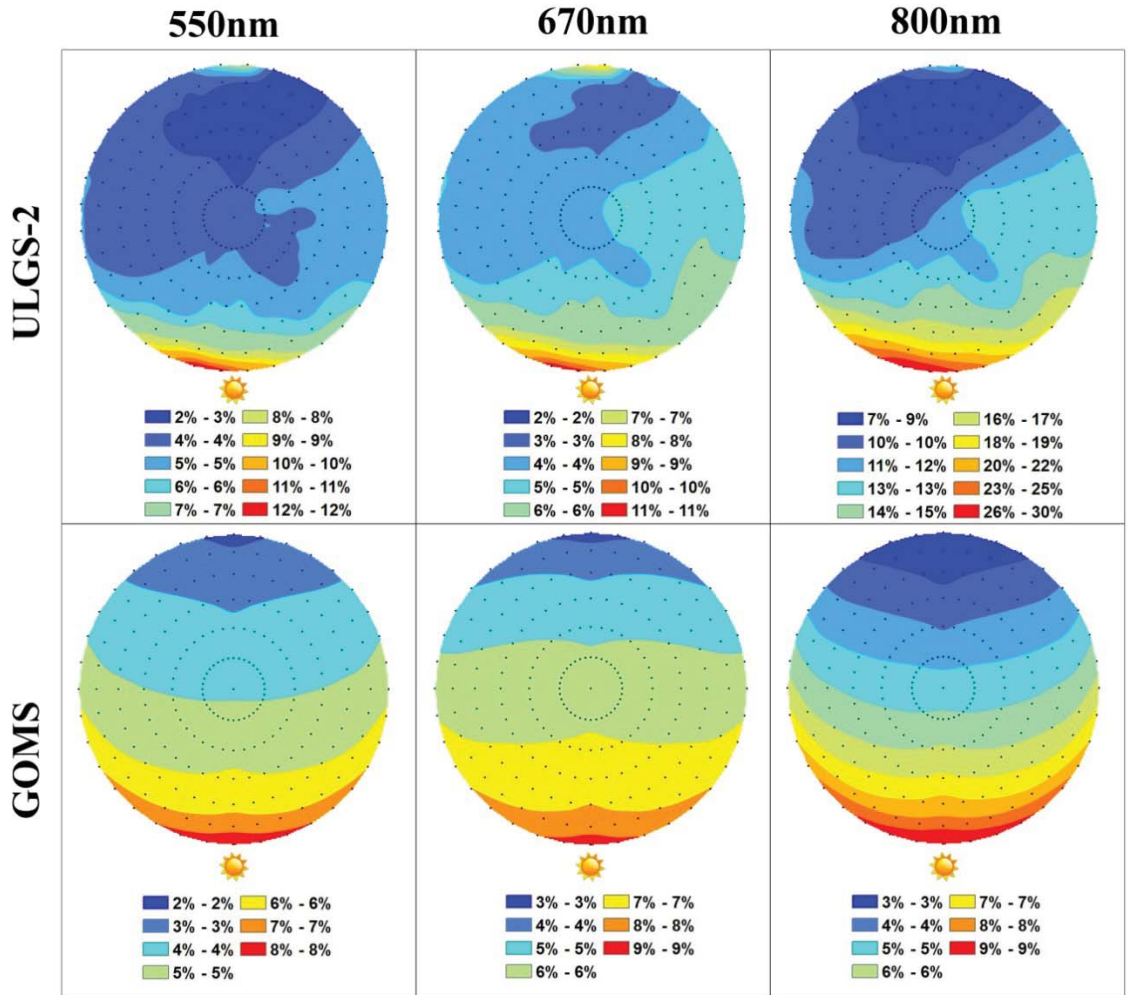 550nm 670nm 800nm
ULGS-2
2% - 3% 8% - 8%
4% - 4% 9% - 9%
5% - 5% 10% - 10%
6% - 6% 11% - 11%
7% - 7% 12% - 12%
2% - 2% 7% - 7%
3% - 3% 8% - 8%
4% - 4% 9% - 9%
5% - 5% 10% - 10%
6% - 6% 11% - 11%
7% - 9% 16% - 17%
10% - 10% 18% - 19%
11% - 12% 20% - 22%
13% - 13% 23% - 25%
14% - 15% 26% - 30%
GOMS
2% - 2% 6% - 6%
3% - 3% 7% - 7%
4% - 4% 8% - 8%
5% - 5%
3% - 3% 7% - 7%
4% - 4% 8% - 8%
5% - 5% 9% - 9%
6% - 6%
3% - 3% 7% - 7%
4% - 4% 8% - 8%
5% - 5% 9% - 9%
6% - 6%